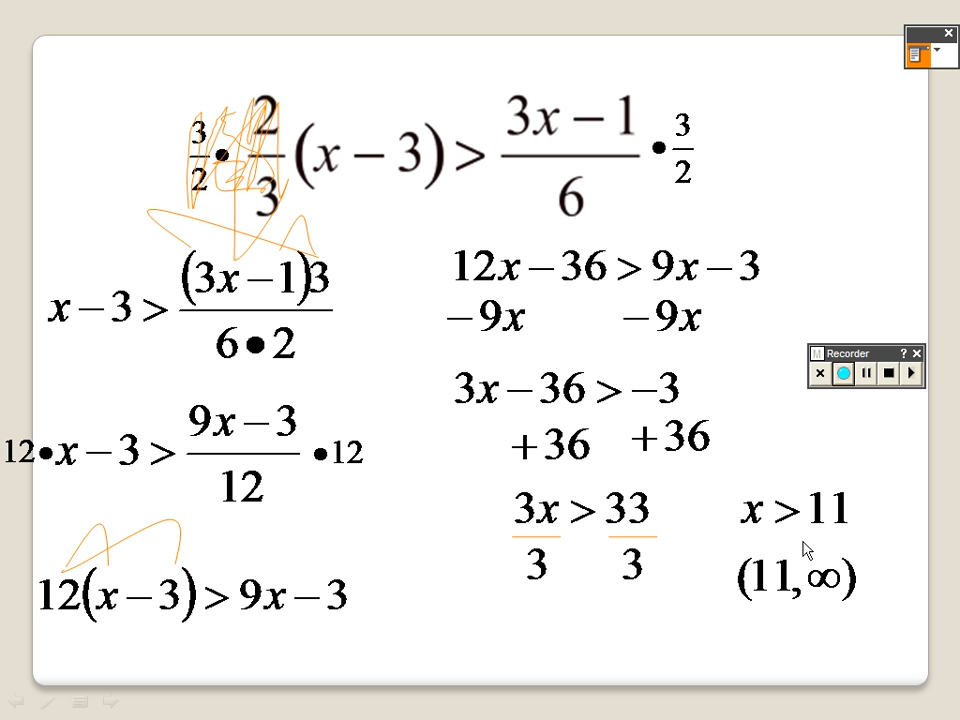 3/2 • 2/3 (x − 3) > (3x − 1)/6 • 3/2
x − 3 > (3x − 1)3 / 6 • 2
12 • x − 3 > (9x − 3)/12 • 12
12(x − 3) > 9x − 3
12x − 36 > 9x − 3
− 9x − 9x
3x − 36 > −3
+ 36 + 36
3x/3 > 33/3
x > 11
(11, ∞)
Recorder